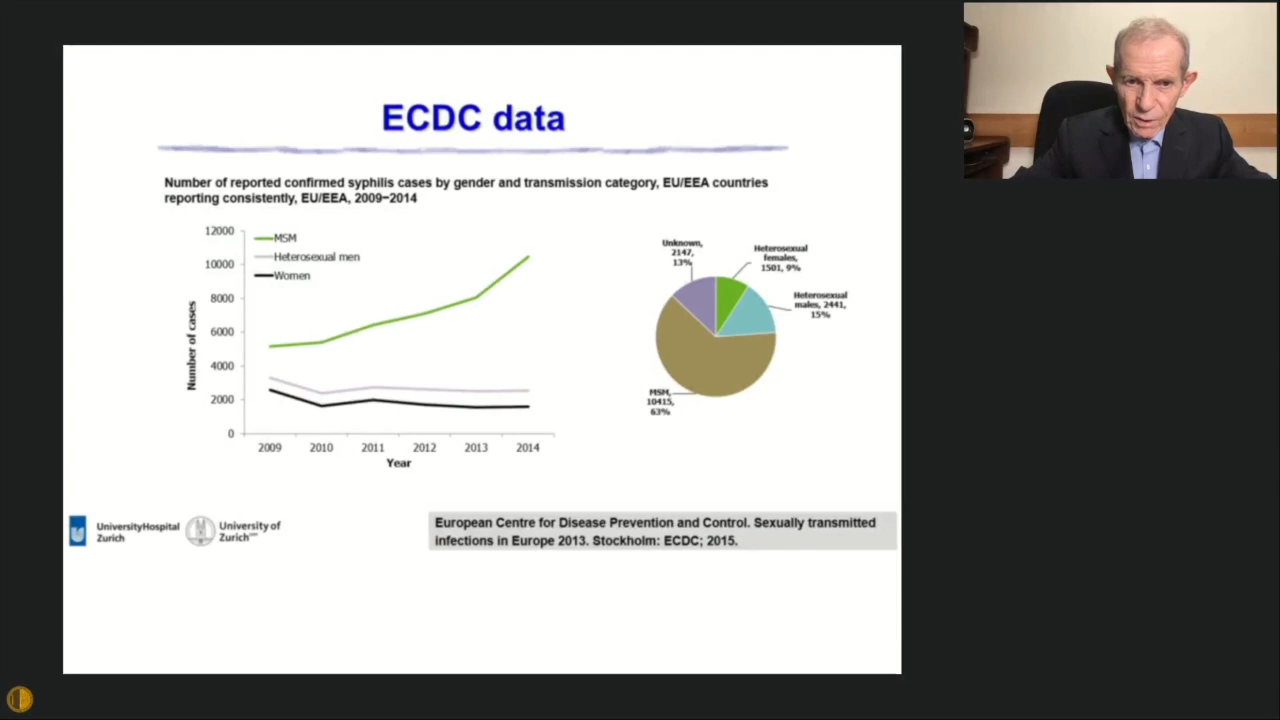 ECDC data
Number of reported confirmed syphilis cases by gender and transmission category, EU/EEA countries
reporting consistently, EU/EEA, 2009−2014
12000
10000
8000
6000
4000
2000
0
Number of cases
MSM
Heterosexual men
Women
2009 2010 2011 2012 2013 2014
Year
Unknown,
2147,
13%
Heterosexual
females,
1501, 9%
Heterosexual
males, 2441,
15%
MSM,
10415,
63%
UniversityHospital
Zurich
University of
Zurich
European Centre for Disease Prevention and Control. Sexually transmitted
infections in Europe 2013. Stockholm: ECDC; 2015.